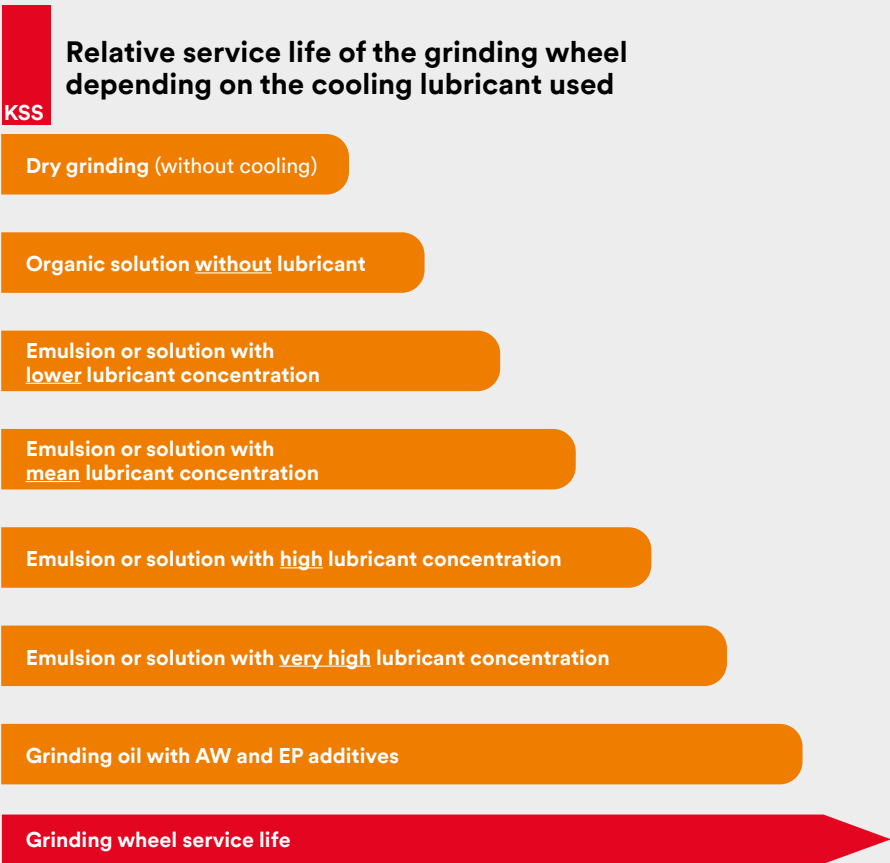 KSS
Relative service life of the grinding wheel
depending on the cooling lubricant used
Dry grinding (without cooling)
Organic solution without lubricant
Emulsion or solution with
lower lubricant concentration
Emulsion or solution with
mean lubricant concentration
Emulsion or solution with high lubricant concentration
Emulsion or solution with very high lubricant concentration
Grinding oil with AW and EP additives
Grinding wheel service life